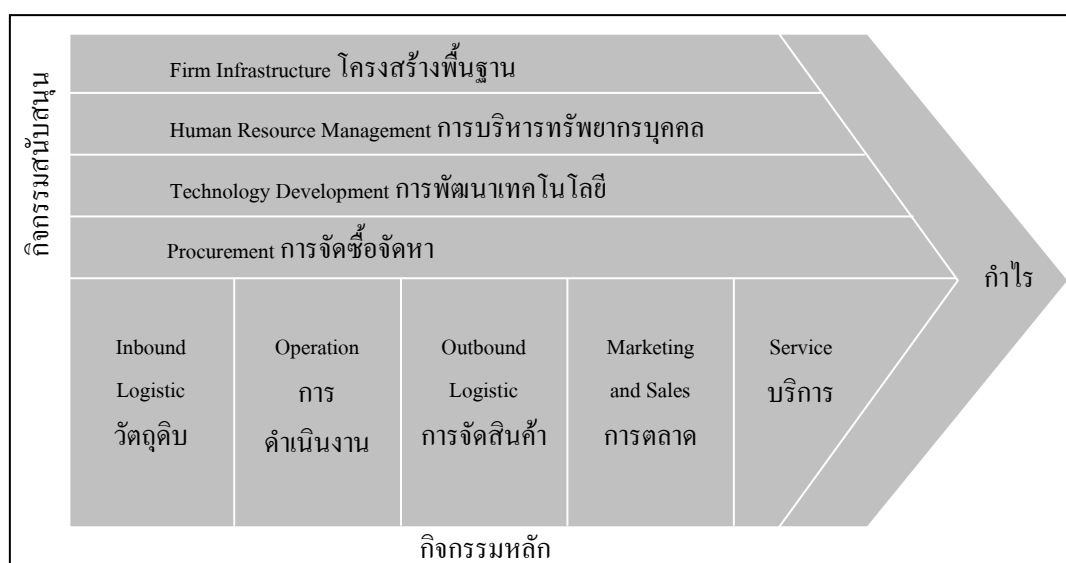 กิจกรรมสนับสนุน
Firm Infrastructure โครงสร้างพื้นฐาน
Human Resource Management การบริหารทรัพยากรบุคคล
Technology Development การพัฒนาเทคโนโลยี
Procurement การจัดซื้อจัดหา
กำไร
Inbound
Logistic
วัตถุดิบ
Operation
การ
ดำเนินงาน
Outbound
Logistic
การจัดสินค้า
Marketing
and Sales
การตลาด
Service
บริการ
กิจกรรมหลัก